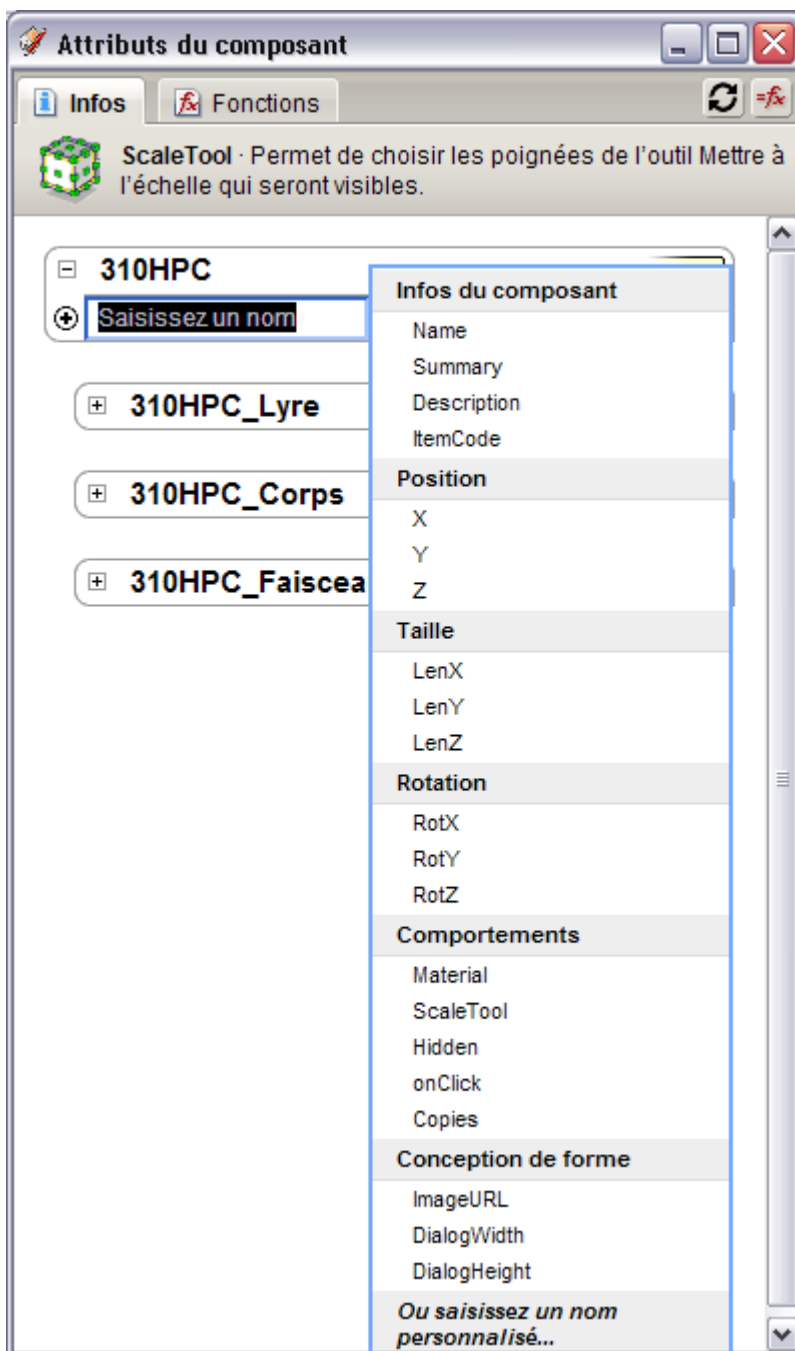 Attributs du composant
Infos
Fonctions
=fx
ScaleTool · Permet de choisir les poignées de l'outil Mettre à
l'échelle qui seront visibles.
310HPC
Saisissez un nom
310HPC_Lyre
310HPC_Corps
310HPC_Faiscea
Infos du composant
Name
Summary
Description
ItemCode
Position
X
Y
Z
Taille
LenX
LenY
LenZ
Rotation
RotX
RotY
RotZ
Comportements
Material
ScaleTool
Hidden
onClick
Copies
Conception de forme
ImageURL
DialogWidth
DialogHeight
Ou saisissez un nom
personnalisé...